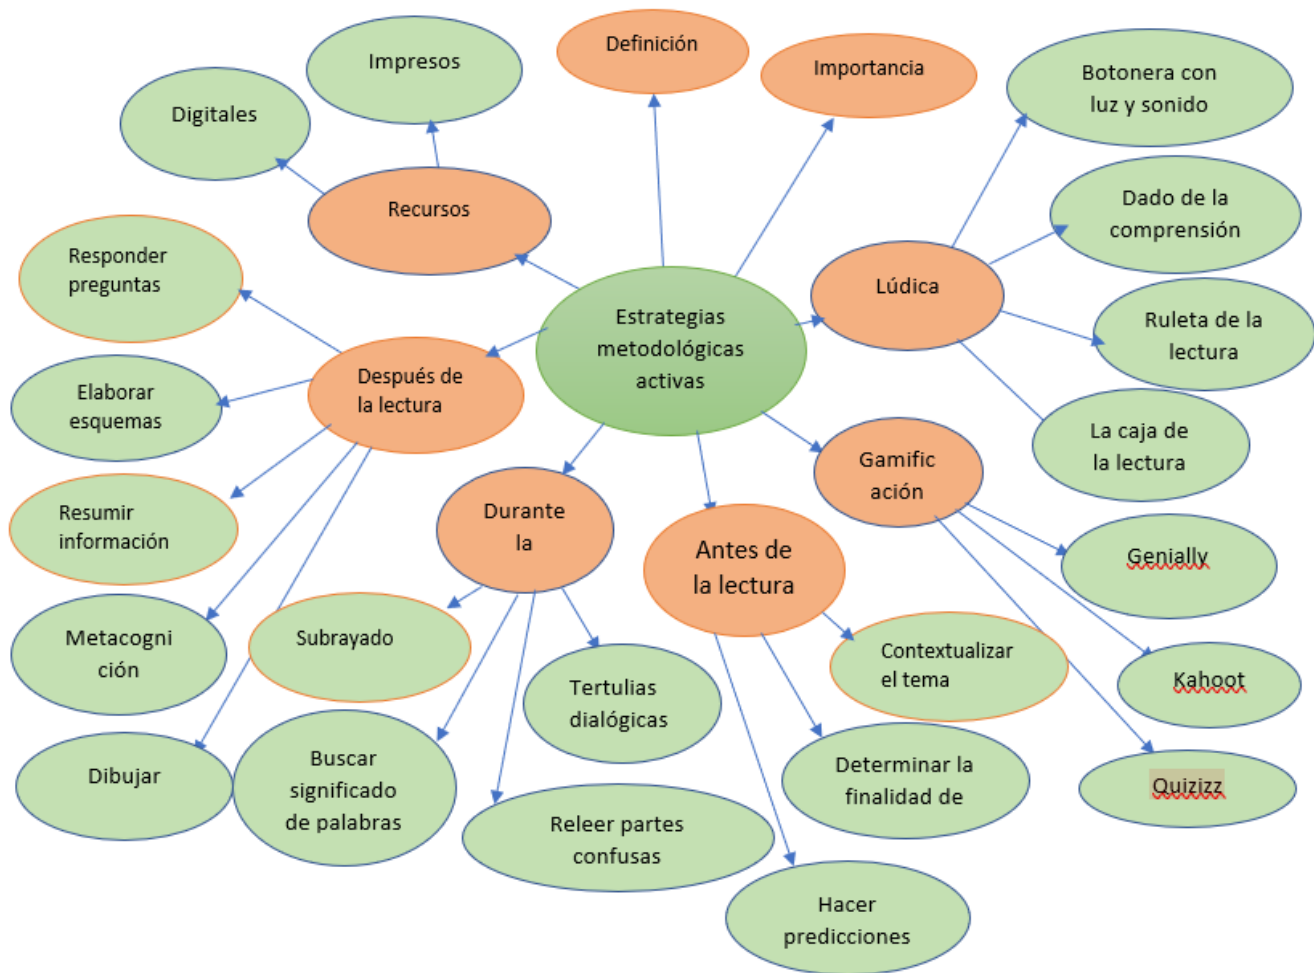 Definición
Importancia
Impresos
Digitales
Recursos
Botonera con
luz y sonido
Dado de la
comprensión
Lúdica
Ruleta de la
lectura
La caja de
la lectura
Estrategias
metodológicas
activas
Responder
preguntas
Después de
la lectura
Elaborar
esquemas
Resumir
información
Metacogni
ción
Dibujar
Durante
la
Subrayado
Buscar
significado
de palabras
Tertulias
dialógicas
Releer partes
confusas
Antes de
la lectura
Contextualizar
el tema
Determinar la
finalidad de
Hacer
predicciones
Gamific
ación
Genially
Kahoot
Quizizz